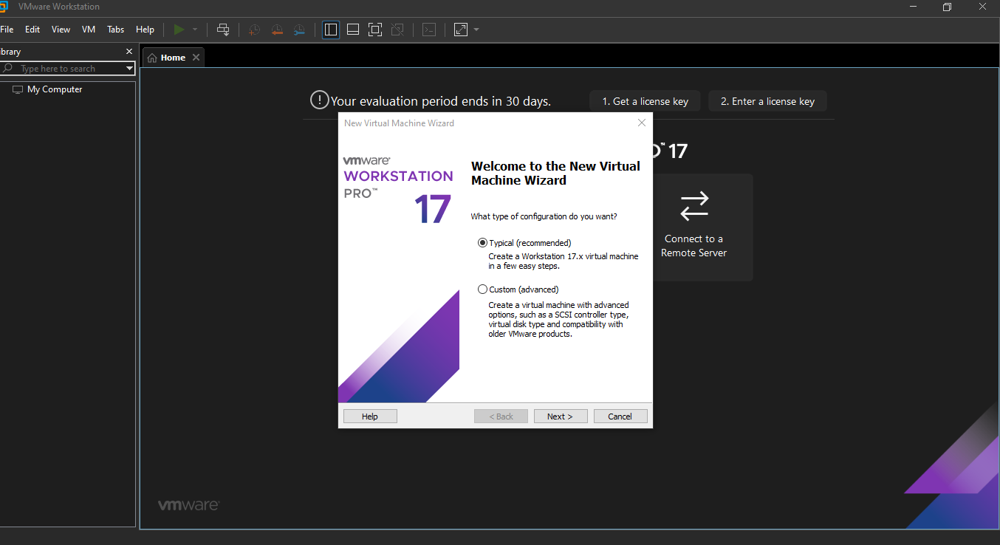 VMware Workstation
File Edit View VM Tabs Help
ibrary
Type here to search
My Computer
Home
Your evaluation period ends in 30 days.
1. Get a license key
2. Enter a license key
™ 17
Connect to a
Remote Server
New Virtual Machine Wizard
vmware®
WORKSTATION
PRO™
17
Welcome to the New Virtual
Machine Wizard
What type of configuration do you want?
Typical (recommended)
Create a Workstation 17.x virtual machine
in a few easy steps.
Custom (advanced)
Create a virtual machine with advanced
options, such as a SCSI controller type,
virtual disk type and compatibility with
older VMware products.
Help
< Back
Next >
Cancel
vmware®